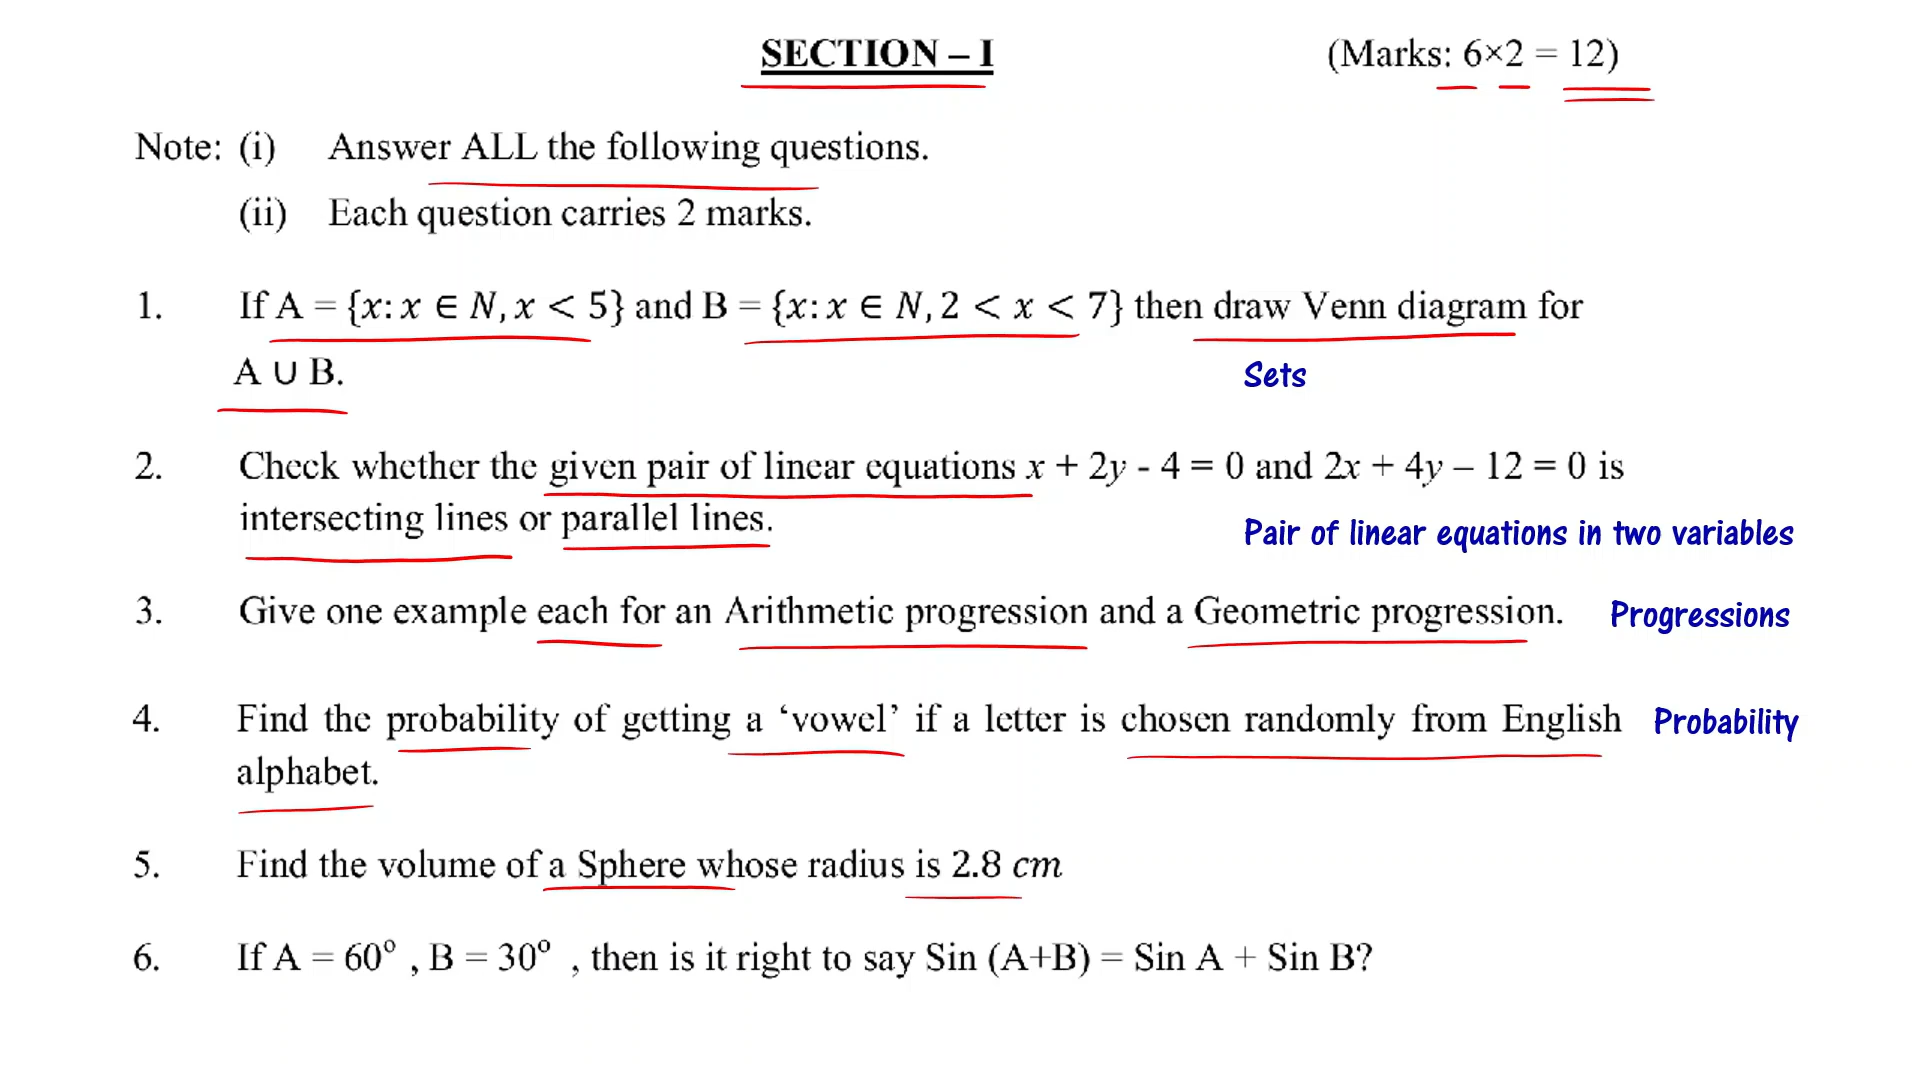 SECTION – I (Marks: 6×2 = 12)
Note: (i) Answer ALL the following questions.
(ii) Each question carries 2 marks.
1. If A = {x: x ∈ N, x < 5} and B = {x: x ∈ N, 2 < x < 7} then draw Venn diagram for
A ∪ B. Sets
2. Check whether the given pair of linear equations x + 2y - 4 = 0 and 2x + 4y – 12 = 0 is
intersecting lines or parallel lines. Pair of linear equations in two variables
3. Give one example each for an Arithmetic progression and a Geometric progression. Progressions
4. Find the probability of getting a ‘vowel’ if a letter is chosen randomly from English Probability
alphabet.
5. Find the volume of a Sphere whose radius is 2.8 cm
6. If A = 60° , B = 30° , then is it right to say Sin (A+B) = Sin A + Sin B?